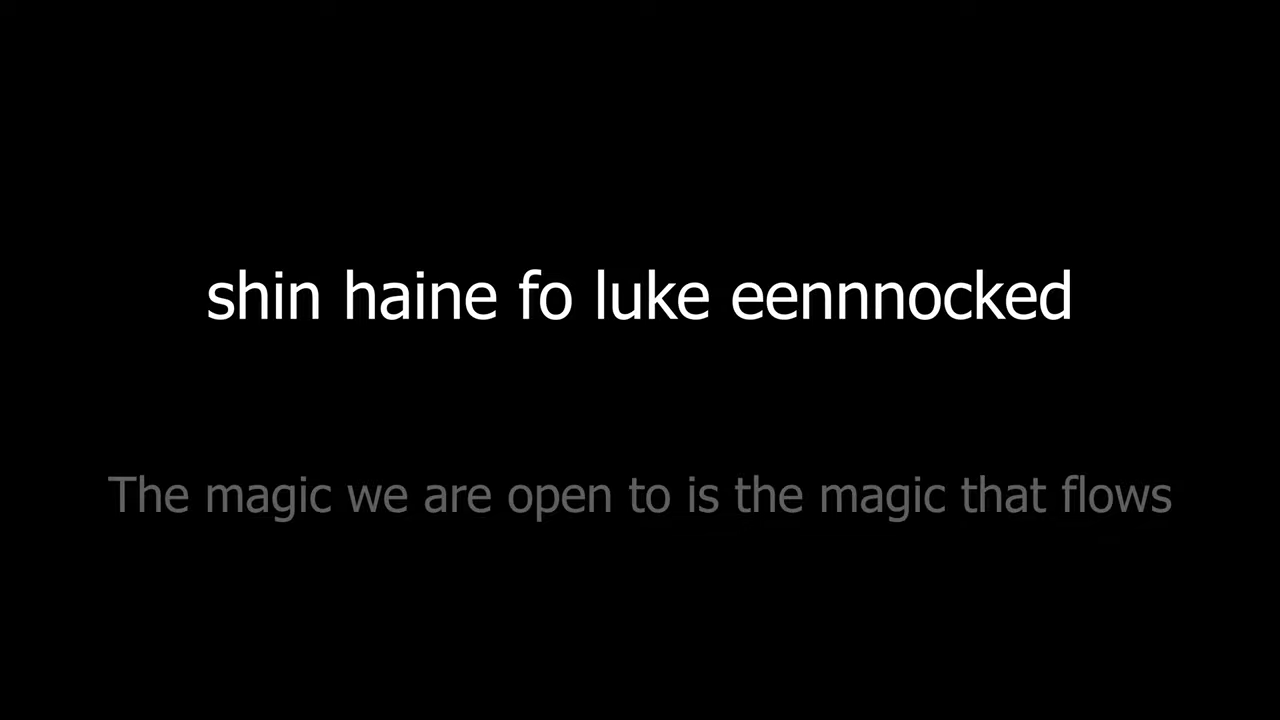 shin haine fo luke eennnocked
The magic we are open to is the magic that flows